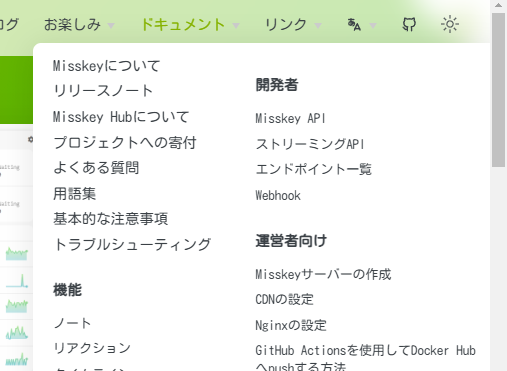 ログ お楽しみ ドキュメント リンク
Misskeyについて
リリースノート
Misskey Hubについて
プロジェクトへの寄付
よくある質問
用語集
基本的な注意事項
トラブルシューティング
機能
ノート
リアクション
タイムライン
開発者
Misskey API
ストリーミングAPI
エンドポイント一覧
Webhook
運営者向け
Misskeyサーバーの作成
CDNの設定
Nginxの設定
GitHub Actionsを使用してDocker Hub
へpushする方法